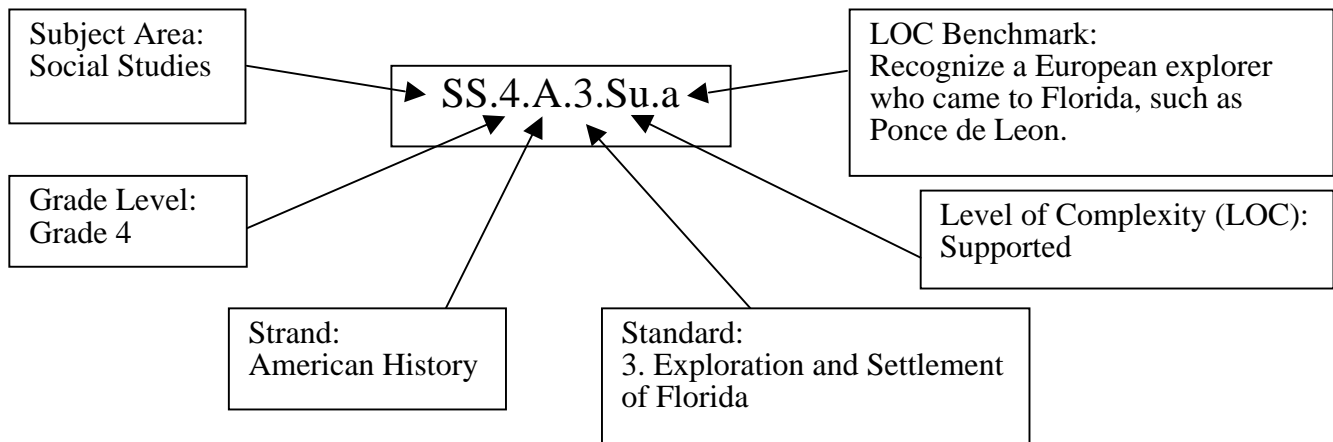 Subject Area:
Social Studies
SS.4.A.3.Su.a
LOC Benchmark:
Recognize a European explorer
who came to Florida, such as
Ponce de Leon.
Grade Level:
Grade 4
Level of Complexity (LOC):
Supported
Strand:
American History
Standard:
3. Exploration and Settlement
of Florida